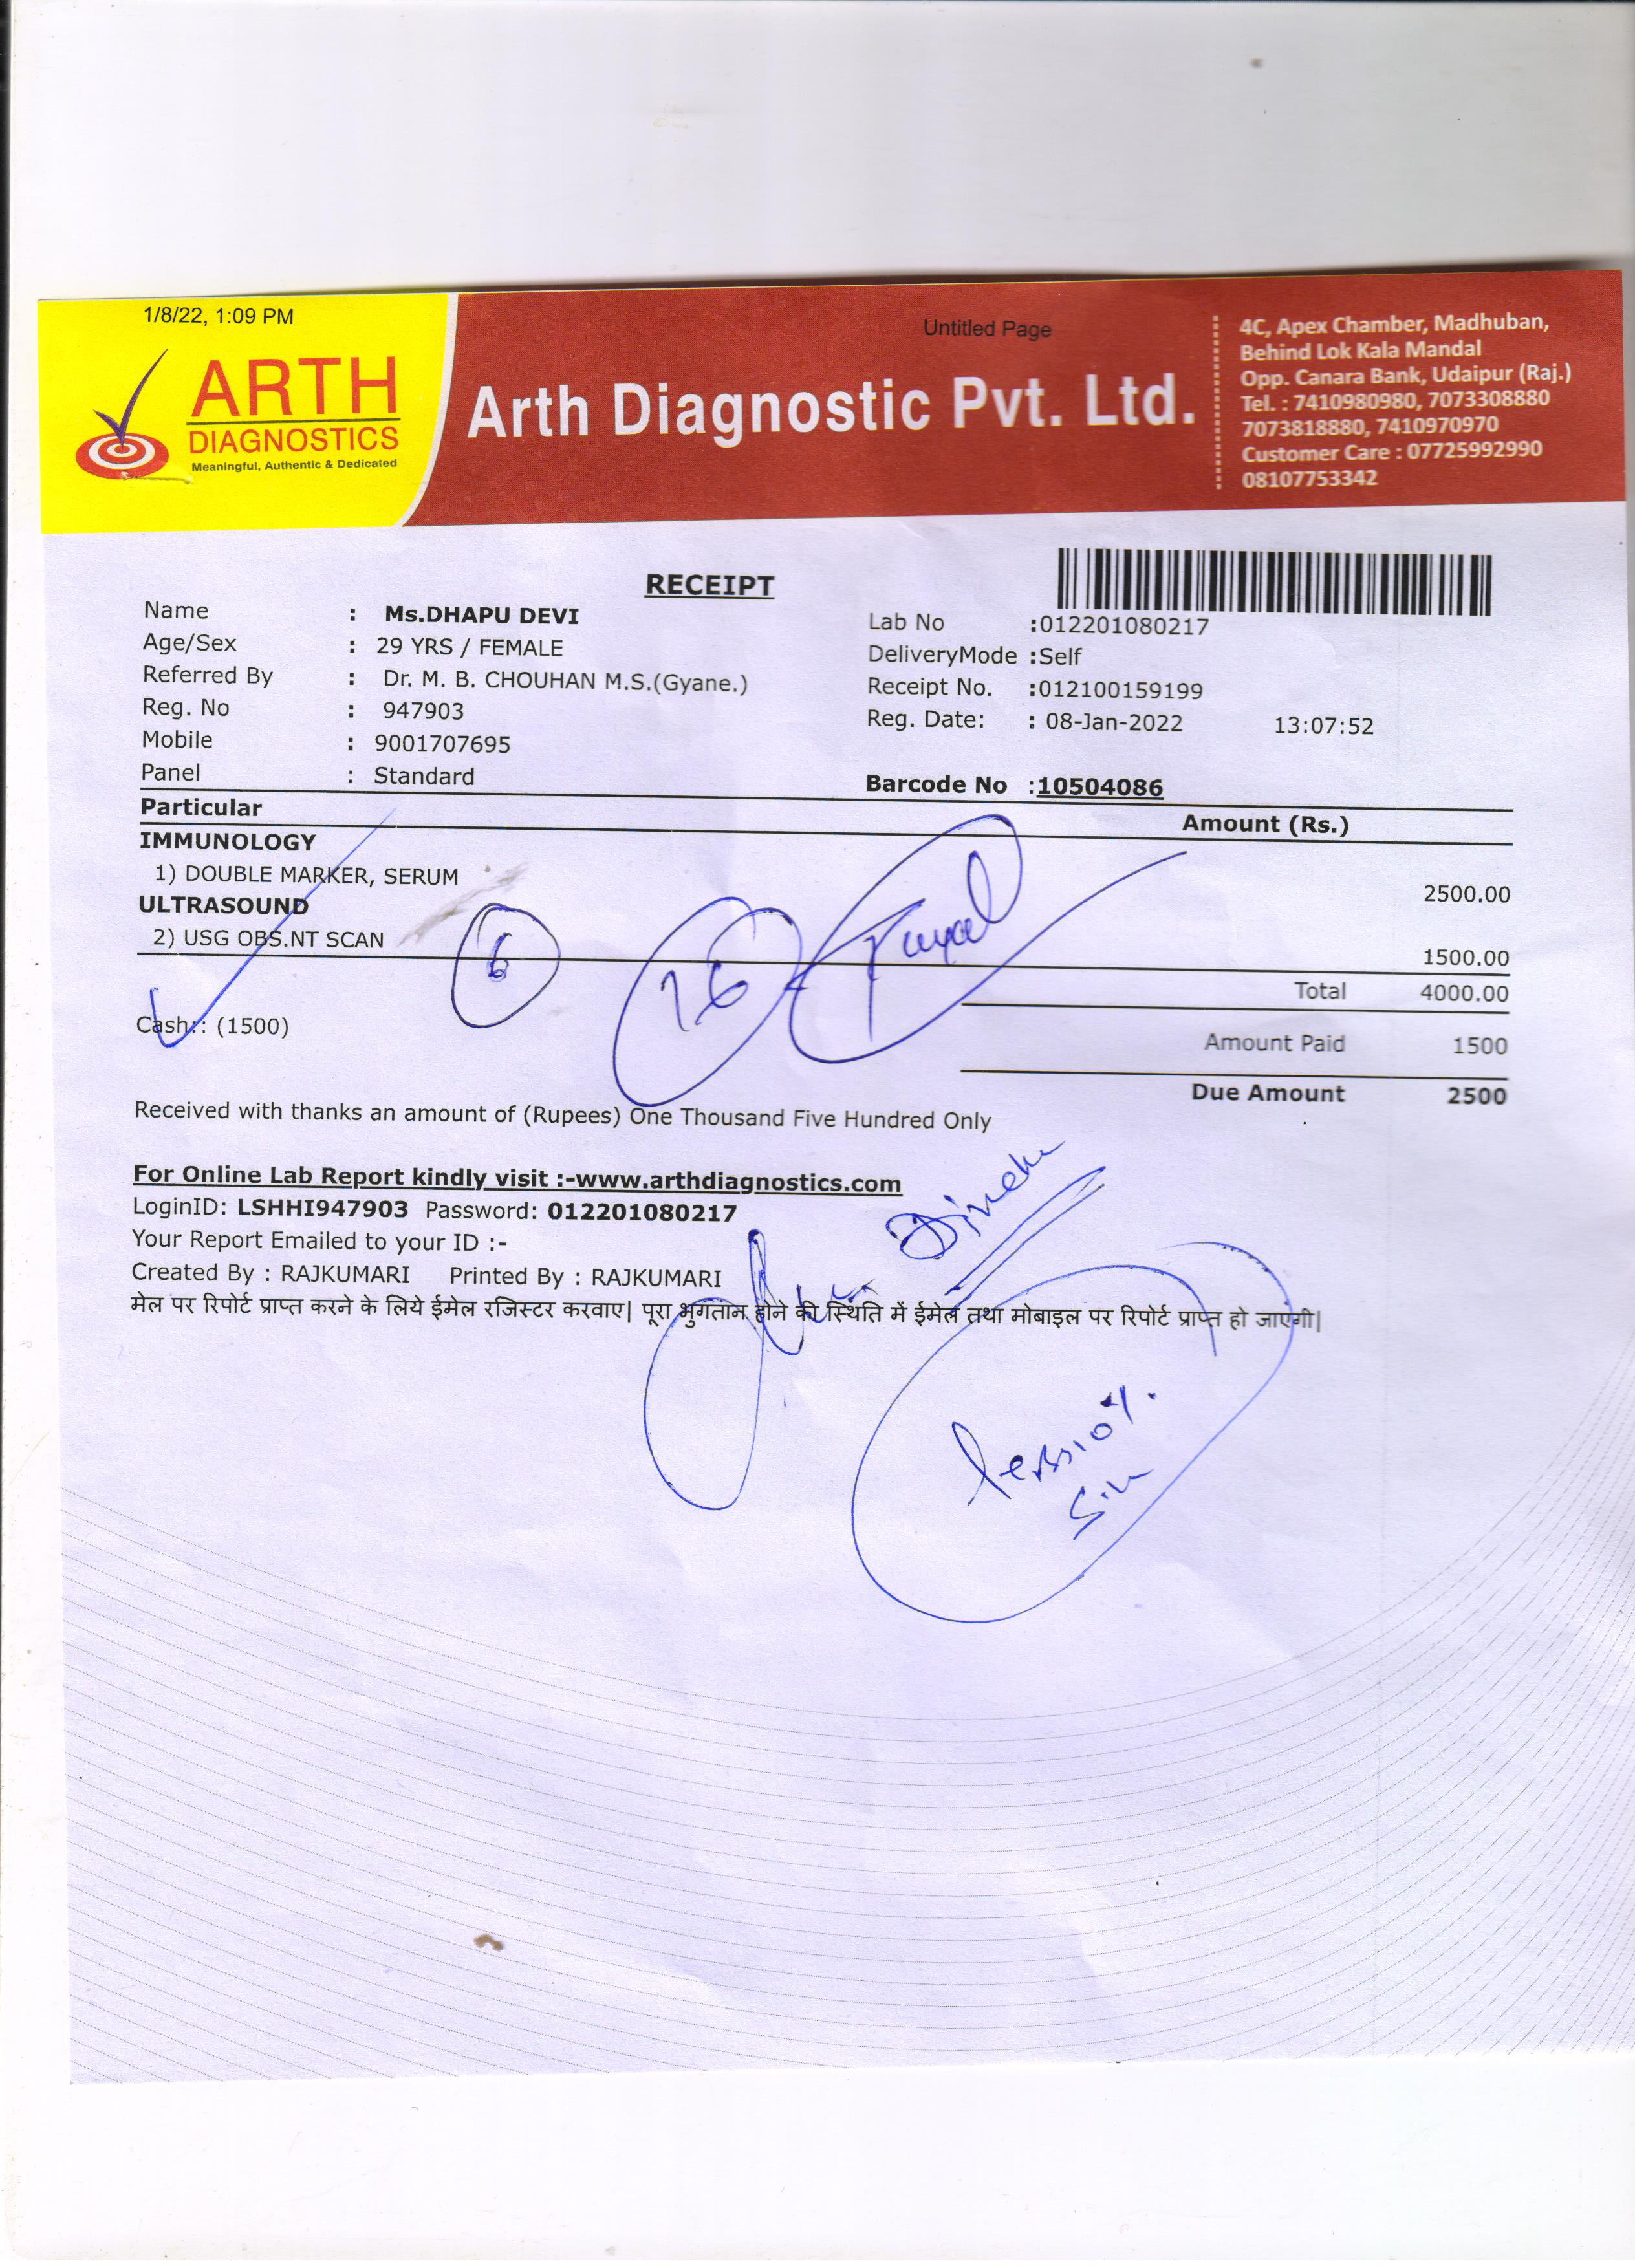 1/8/22, 1:09 PM
Untitled Page
ARTH
DIAGNOSTICS
Meaningful, Authentic & Dedicated
Arth Diagnostic Pvt. Ltd.
4C, Apex Chamber, Madhuban,
Behind Lok Kala Mandal
Opp. Canara Bank, Udaipur (Raj.)
Tel. : 7410980980, 7073308880
7073818880, 7410970970
Customer Care : 07725992990
08107753342
RECEIPT
Name : Ms.DHAPU DEVI
Age/Sex : 29 YRS / FEMALE
Referred By : Dr. M. B. CHOUHAN M.S.(Gyane.)
Reg. No : 947903
Mobile : 9001707695
Panel : Standard
Lab No :012201080217
DeliveryMode :Self
Receipt No. :012100159199
Reg. Date: : 08-Jan-2022 13:07:52
Barcode No :10504086
Particular Amount (Rs.)
IMMUNOLOGY
1) DOUBLE MARKER, SERUM 2500.00
ULTRASOUND
2) USG OBS.NT SCAN 1500.00
6
16
Total 4000.00
Cash:: (1500)
Amount Paid 1500
Due Amount 2500
Received with thanks an amount of (Rupees) One Thousand Five Hundred Only
For Online Lab Report kindly visit :-www.arthdiagnostics.com
LoginID: LSHHI947903 Password: 012201080217
Your Report Emailed to your ID :-
Created By : RAJKUMARI Printed By : RAJKUMARI
मेल पर रिपोर्ट प्राप्त करने के लिये ईमेल रजिस्टर करवाए| पूरा भुगतान होने की स्थिति में ईमेल तथा मोबाइल पर रिपोर्ट प्राप्त हो जाएगी|